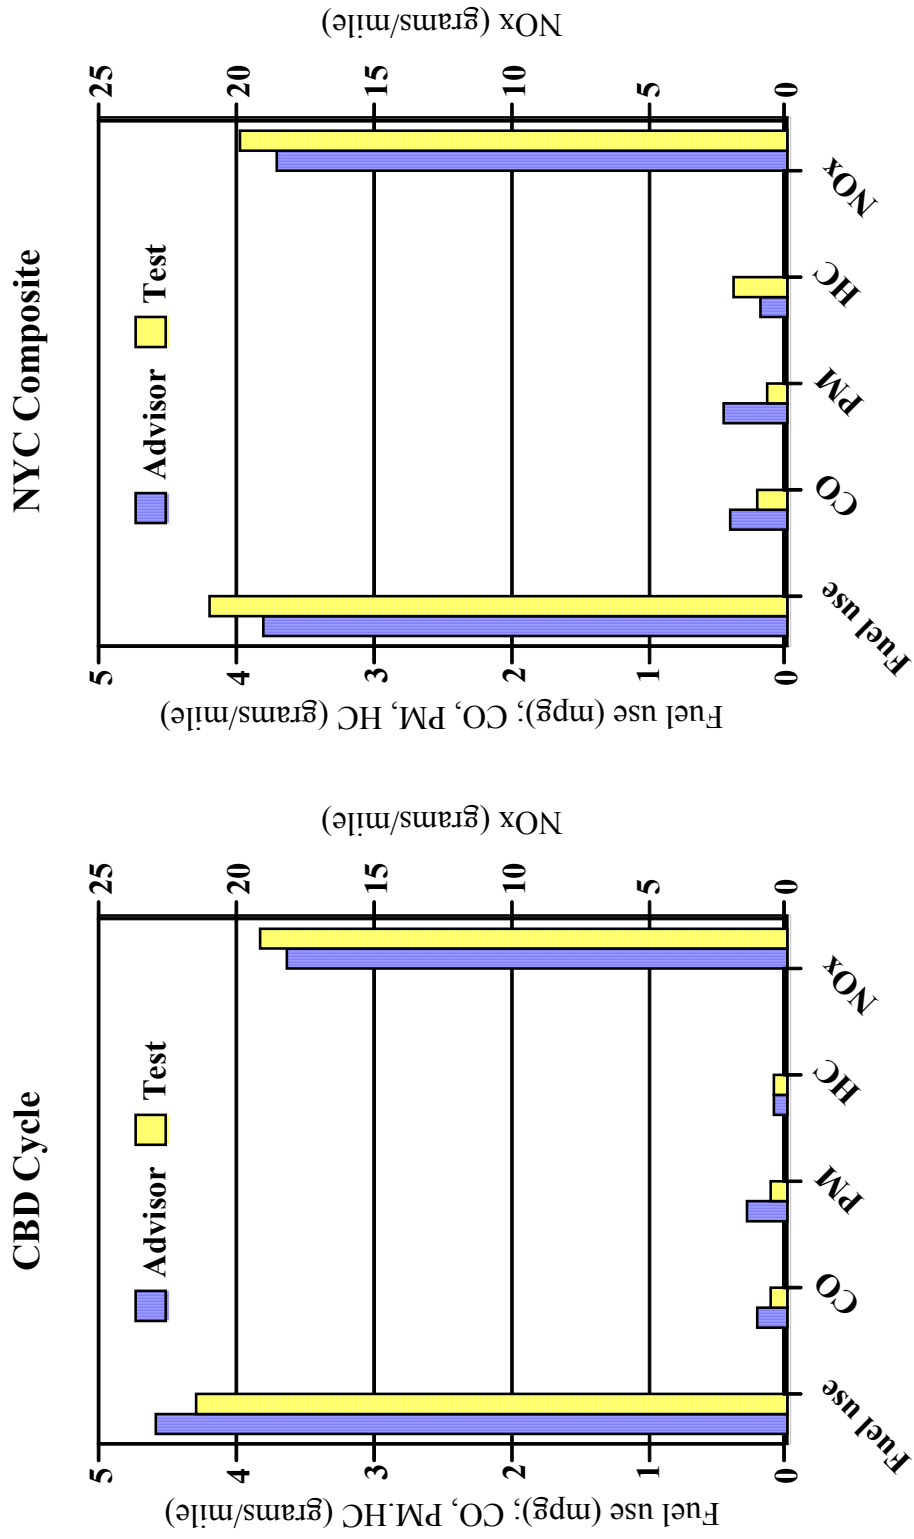 CBD Cycle
Advisor Test
Fuel use (mpg); CO, PM.HC (grams/mile)
5
4
3
2
1
0
NOx (grams/mile)
25
20
15
10
5
0
Fuel use
CO
PM
HC
NOx
NYC Composite
Advisor Test
Fuel use (mpg); CO, PM, HC (grams/mile)
5
4
3
2
1
0
NOx (grams/mile)
25
20
15
10
5
0
Fuel use
CO
PM
HC
NOx